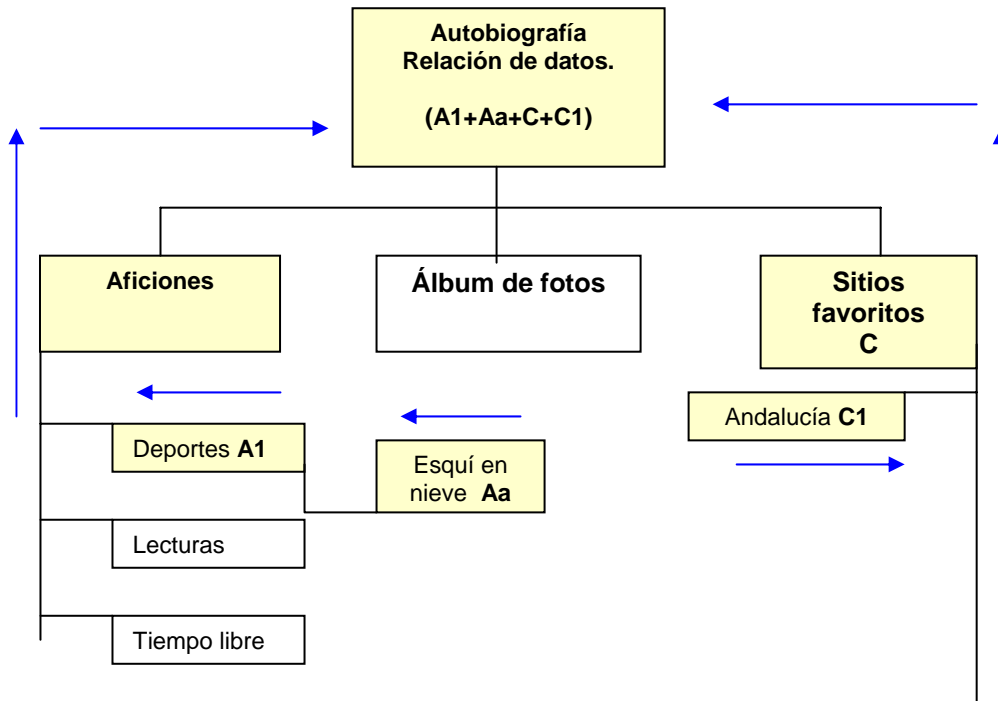 Autobiografía
Relación de datos.
(A1+Aa+C+C1)
Aficiones
Álbum de fotos
Sitios
favoritos
C
Deportes A1
Esquí en
nieve Aa
Andalucía C1
Lecturas
Tiempo libre